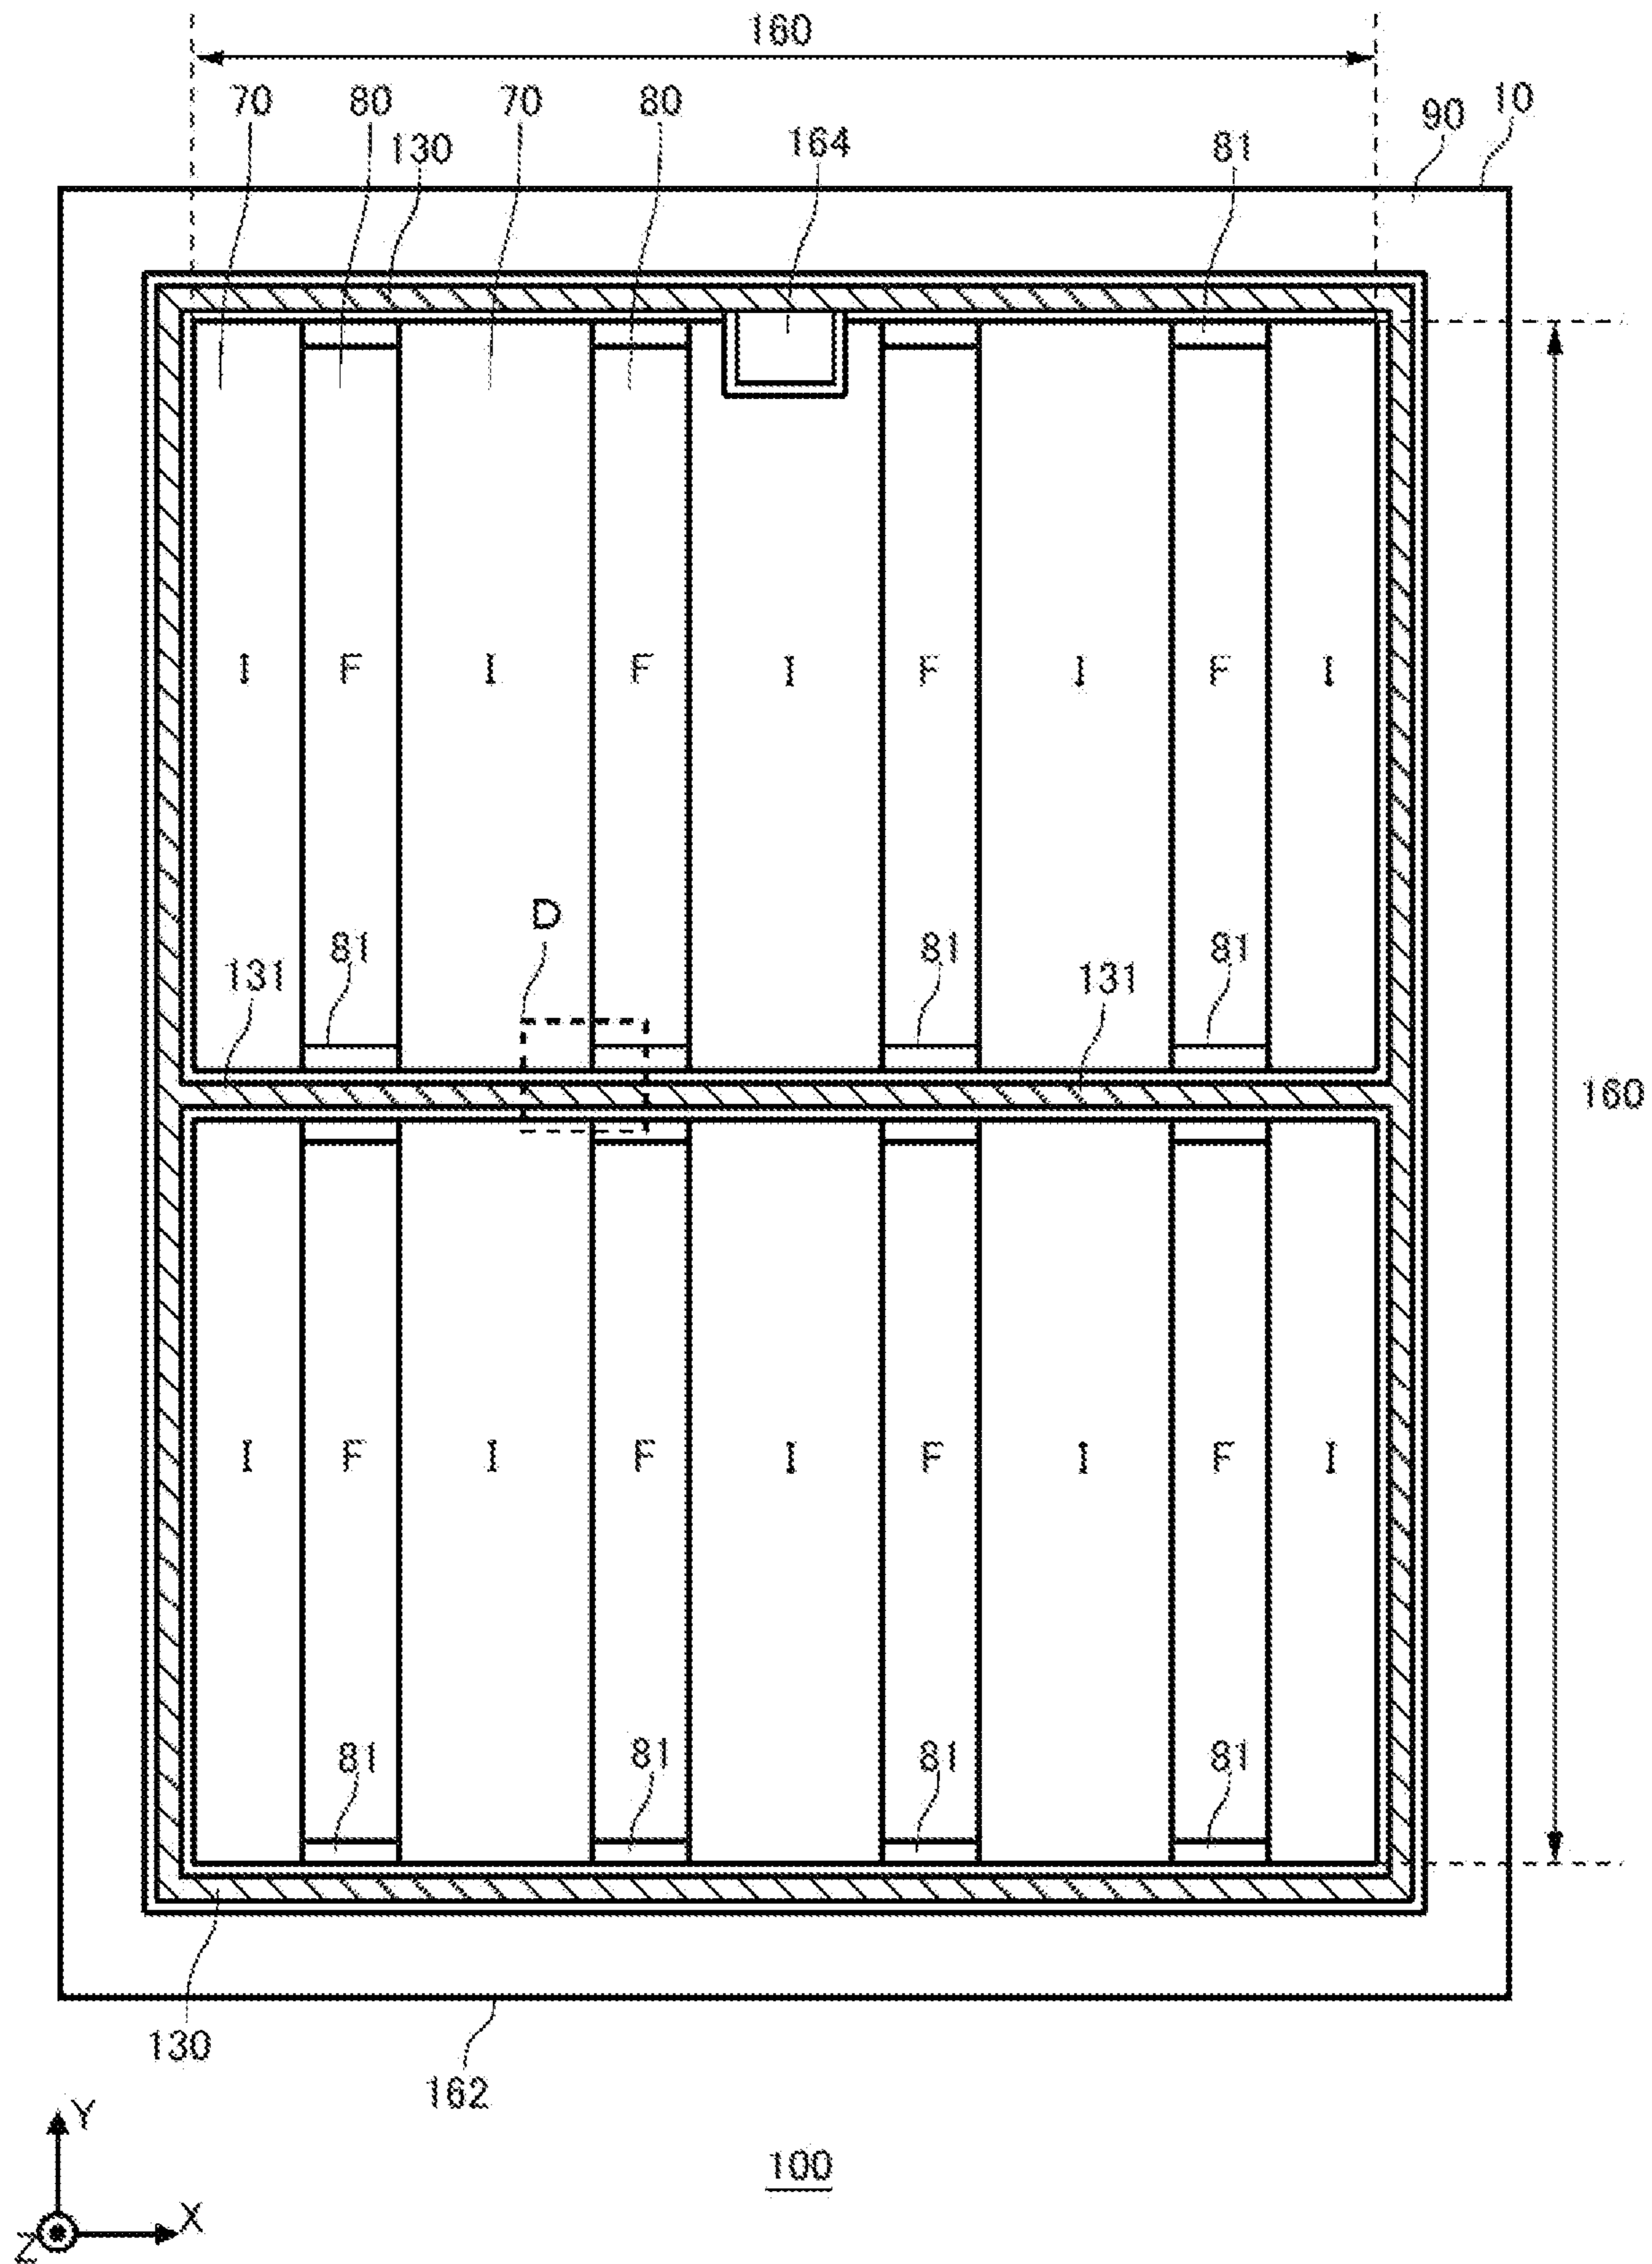 160
70 80 70 80 90 10
130 164 81
I F I F I F I F I
D
81 81 81
131 131
160
I F I F I F I F I
81 81 81 81
130
162
Y
100
X
Z